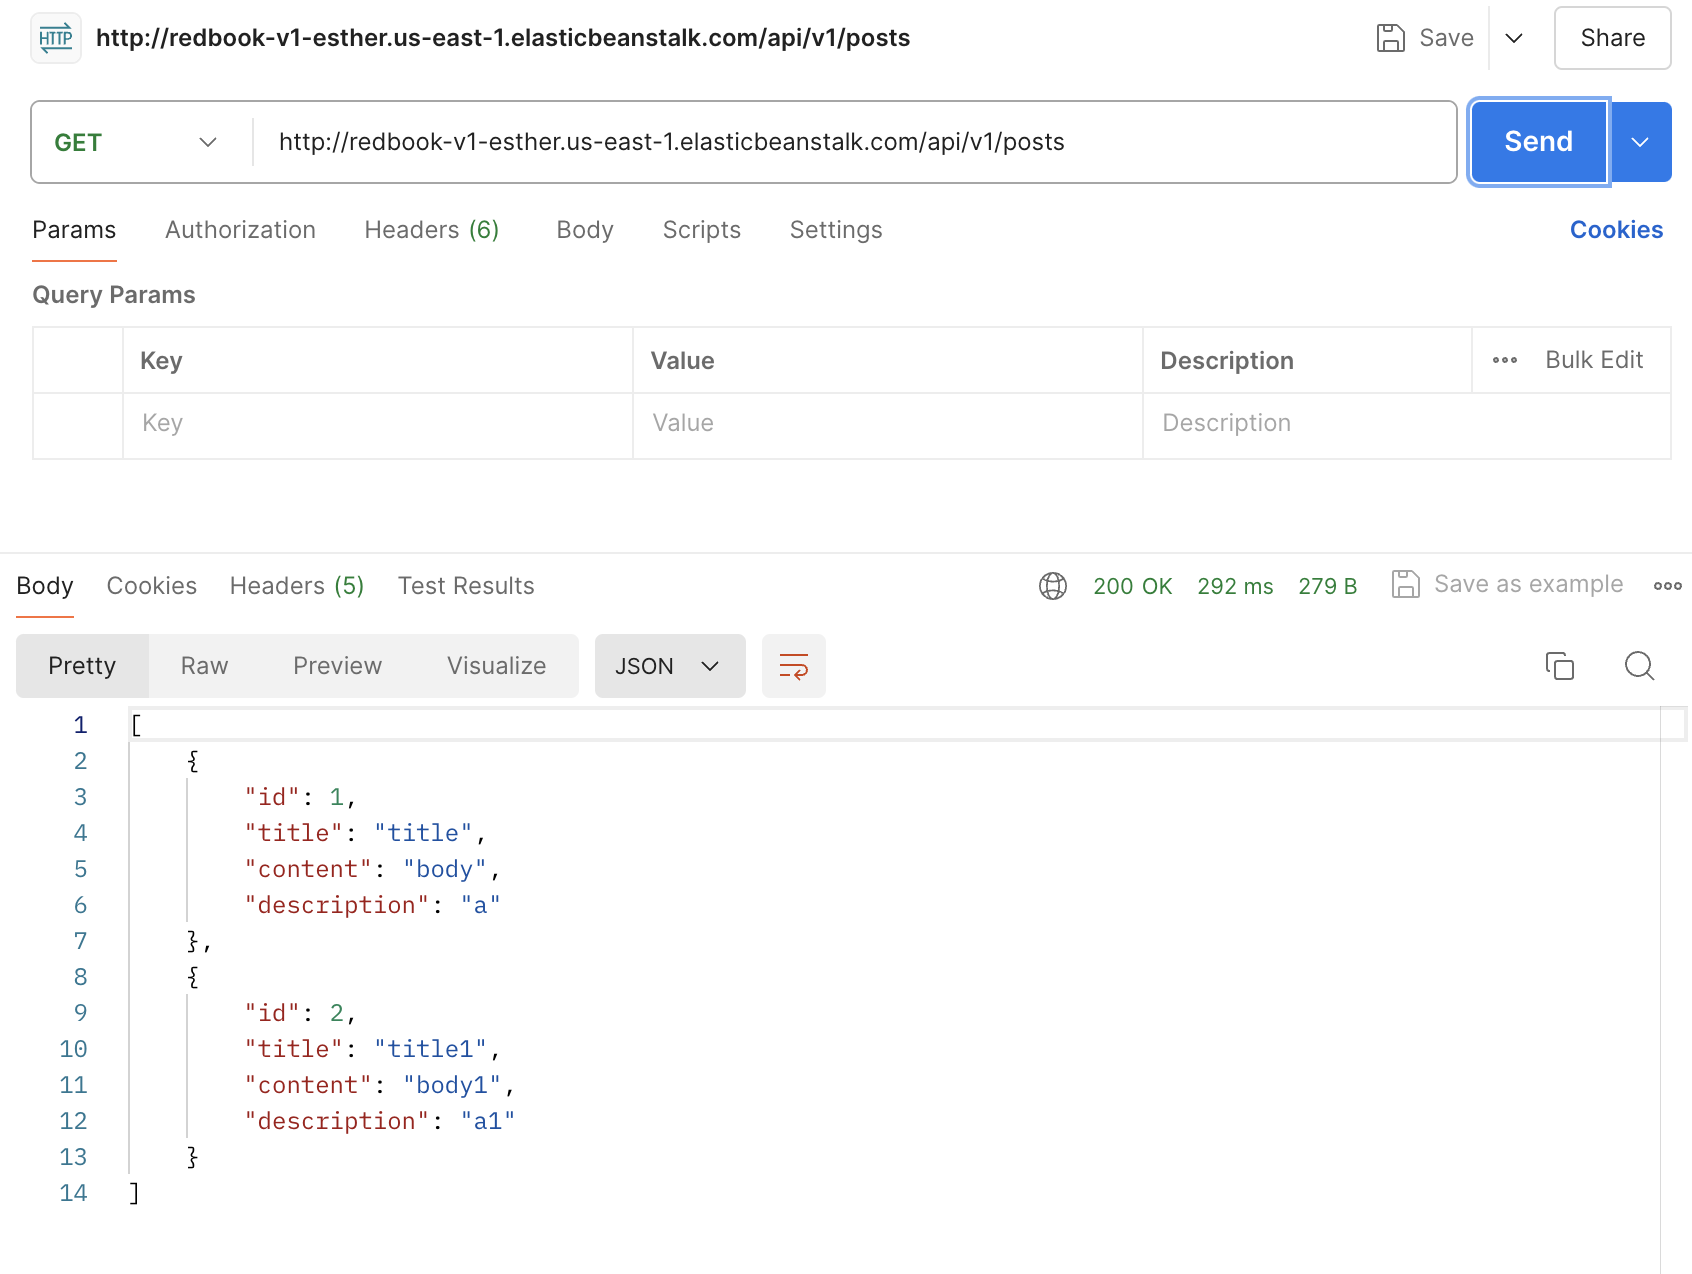 HTTP http://redbook-v1-esther.us-east-1.elasticbeanstalk.com/api/v1/posts Save Share
GET http://redbook-v1-esther.us-east-1.elasticbeanstalk.com/api/v1/posts Send
Params Authorization Headers (6) Body Scripts Settings Cookies
Query Params
Key Value Description Bulk Edit
Key Value Description
Body Cookies Headers (5) Test Results 200 OK 292 ms 279 B Save as example
Pretty Raw Preview Visualize JSON
1 [
2 {
3 "id": 1,
4 "title": "title",
5 "content": "body",
6 "description": "a"
7 },
8 {
9 "id": 2,
10 "title": "title1",
11 "content": "body1",
12 "description": "a1"
13 }
14 ]